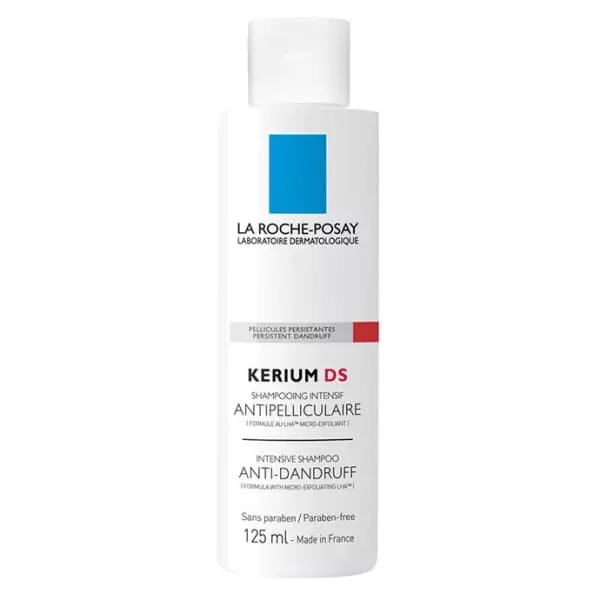 LA ROCHE-POSAY
LABORATOIRE DERMATOLOGIQUE
PELLICULES PERSISTANTES
PERSISTENT DANDRUFF
KERIUM DS
SHAMPOOING INTENSIF
ANTIPELLICULAIRE
[ FORMULE AU LHA™ MICRO-EXFOLIANT ]
INTENSIVE SHAMPOO
ANTI-DANDRUFF
[ FORMULA WITH MICRO-EXFOLIATING LHA™ ]
Sans paraben / Paraben-free
125 ml - Made in France